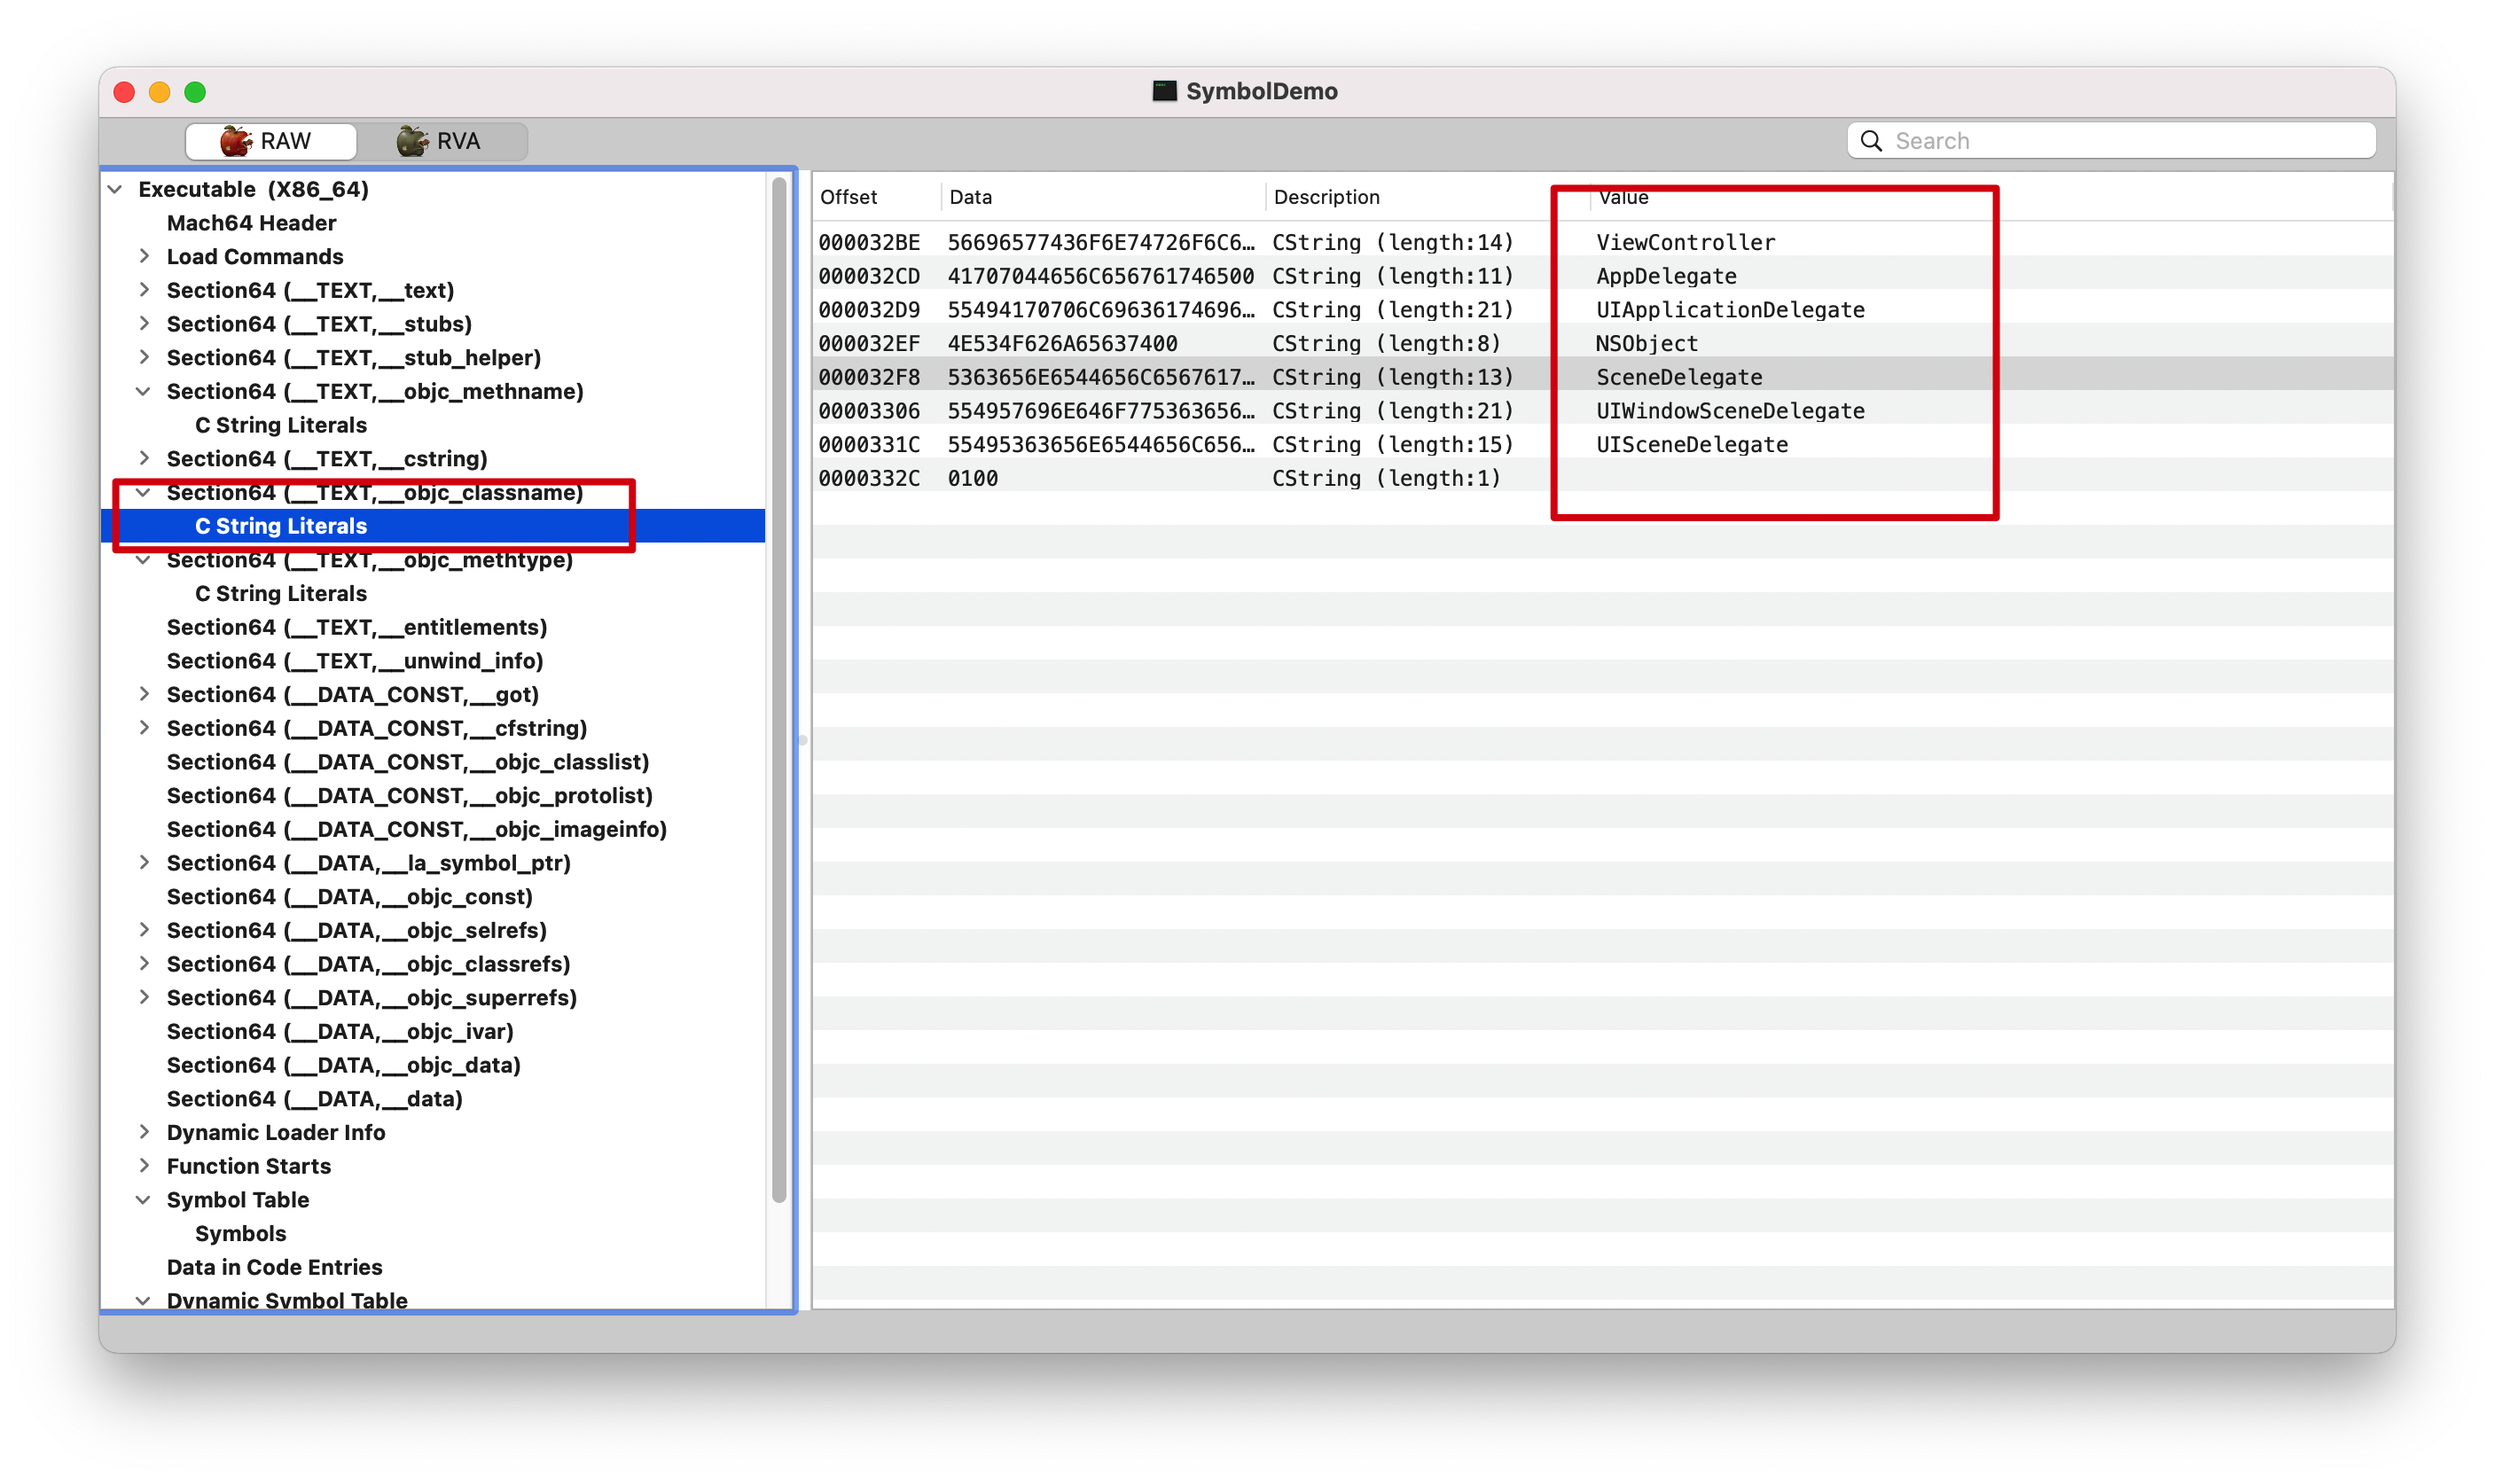 SymbolDemo
RAW RVA Search
Executable (X86_64)
Mach64 Header
Load Commands
Section64 (__TEXT,__text)
Section64 (__TEXT,__stubs)
Section64 (__TEXT,__stub_helper)
Section64 (__TEXT,__objc_methname)
C String Literals
Section64 (__TEXT,__cstring)
Section64 (__TEXT,__objc_classname)
C String Literals
Section64 (__TEXT,__objc_methtype)
C String Literals
Section64 (__TEXT,__entitlements)
Section64 (__TEXT,__unwind_info)
Section64 (__DATA_CONST,__got)
Section64 (__DATA_CONST,__cfstring)
Section64 (__DATA_CONST,__objc_classlist)
Section64 (__DATA_CONST,__objc_protolist)
Section64 (__DATA_CONST,__objc_imageinfo)
Section64 (__DATA,__la_symbol_ptr)
Section64 (__DATA,__objc_const)
Section64 (__DATA,__objc_selrefs)
Section64 (__DATA,__objc_classrefs)
Section64 (__DATA,__objc_superrefs)
Section64 (__DATA,__objc_ivar)
Section64 (__DATA,__objc_data)
Section64 (__DATA,__data)
Dynamic Loader Info
Function Starts
Symbol Table
Symbols
Data in Code Entries
Dynamic Symbol Table
Offset Data Description Value
000032BE 56696577436F6E74726F6C6… CString (length:14) ViewController
000032CD 41707044656C656761746500 CString (length:11) AppDelegate
000032D9 55494170706C69636174696… CString (length:21) UIApplicationDelegate
000032EF 4E534F626A65637400 CString (length:8) NSObject
000032F8 5363656E6544656C6567617… CString (length:13) SceneDelegate
00003306 554957696E646F775363656… CString (length:21) UIWindowSceneDelegate
0000331C 55495363656E6544656C656… CString (length:15) UISceneDelegate
0000332C 0100 CString (length:1)